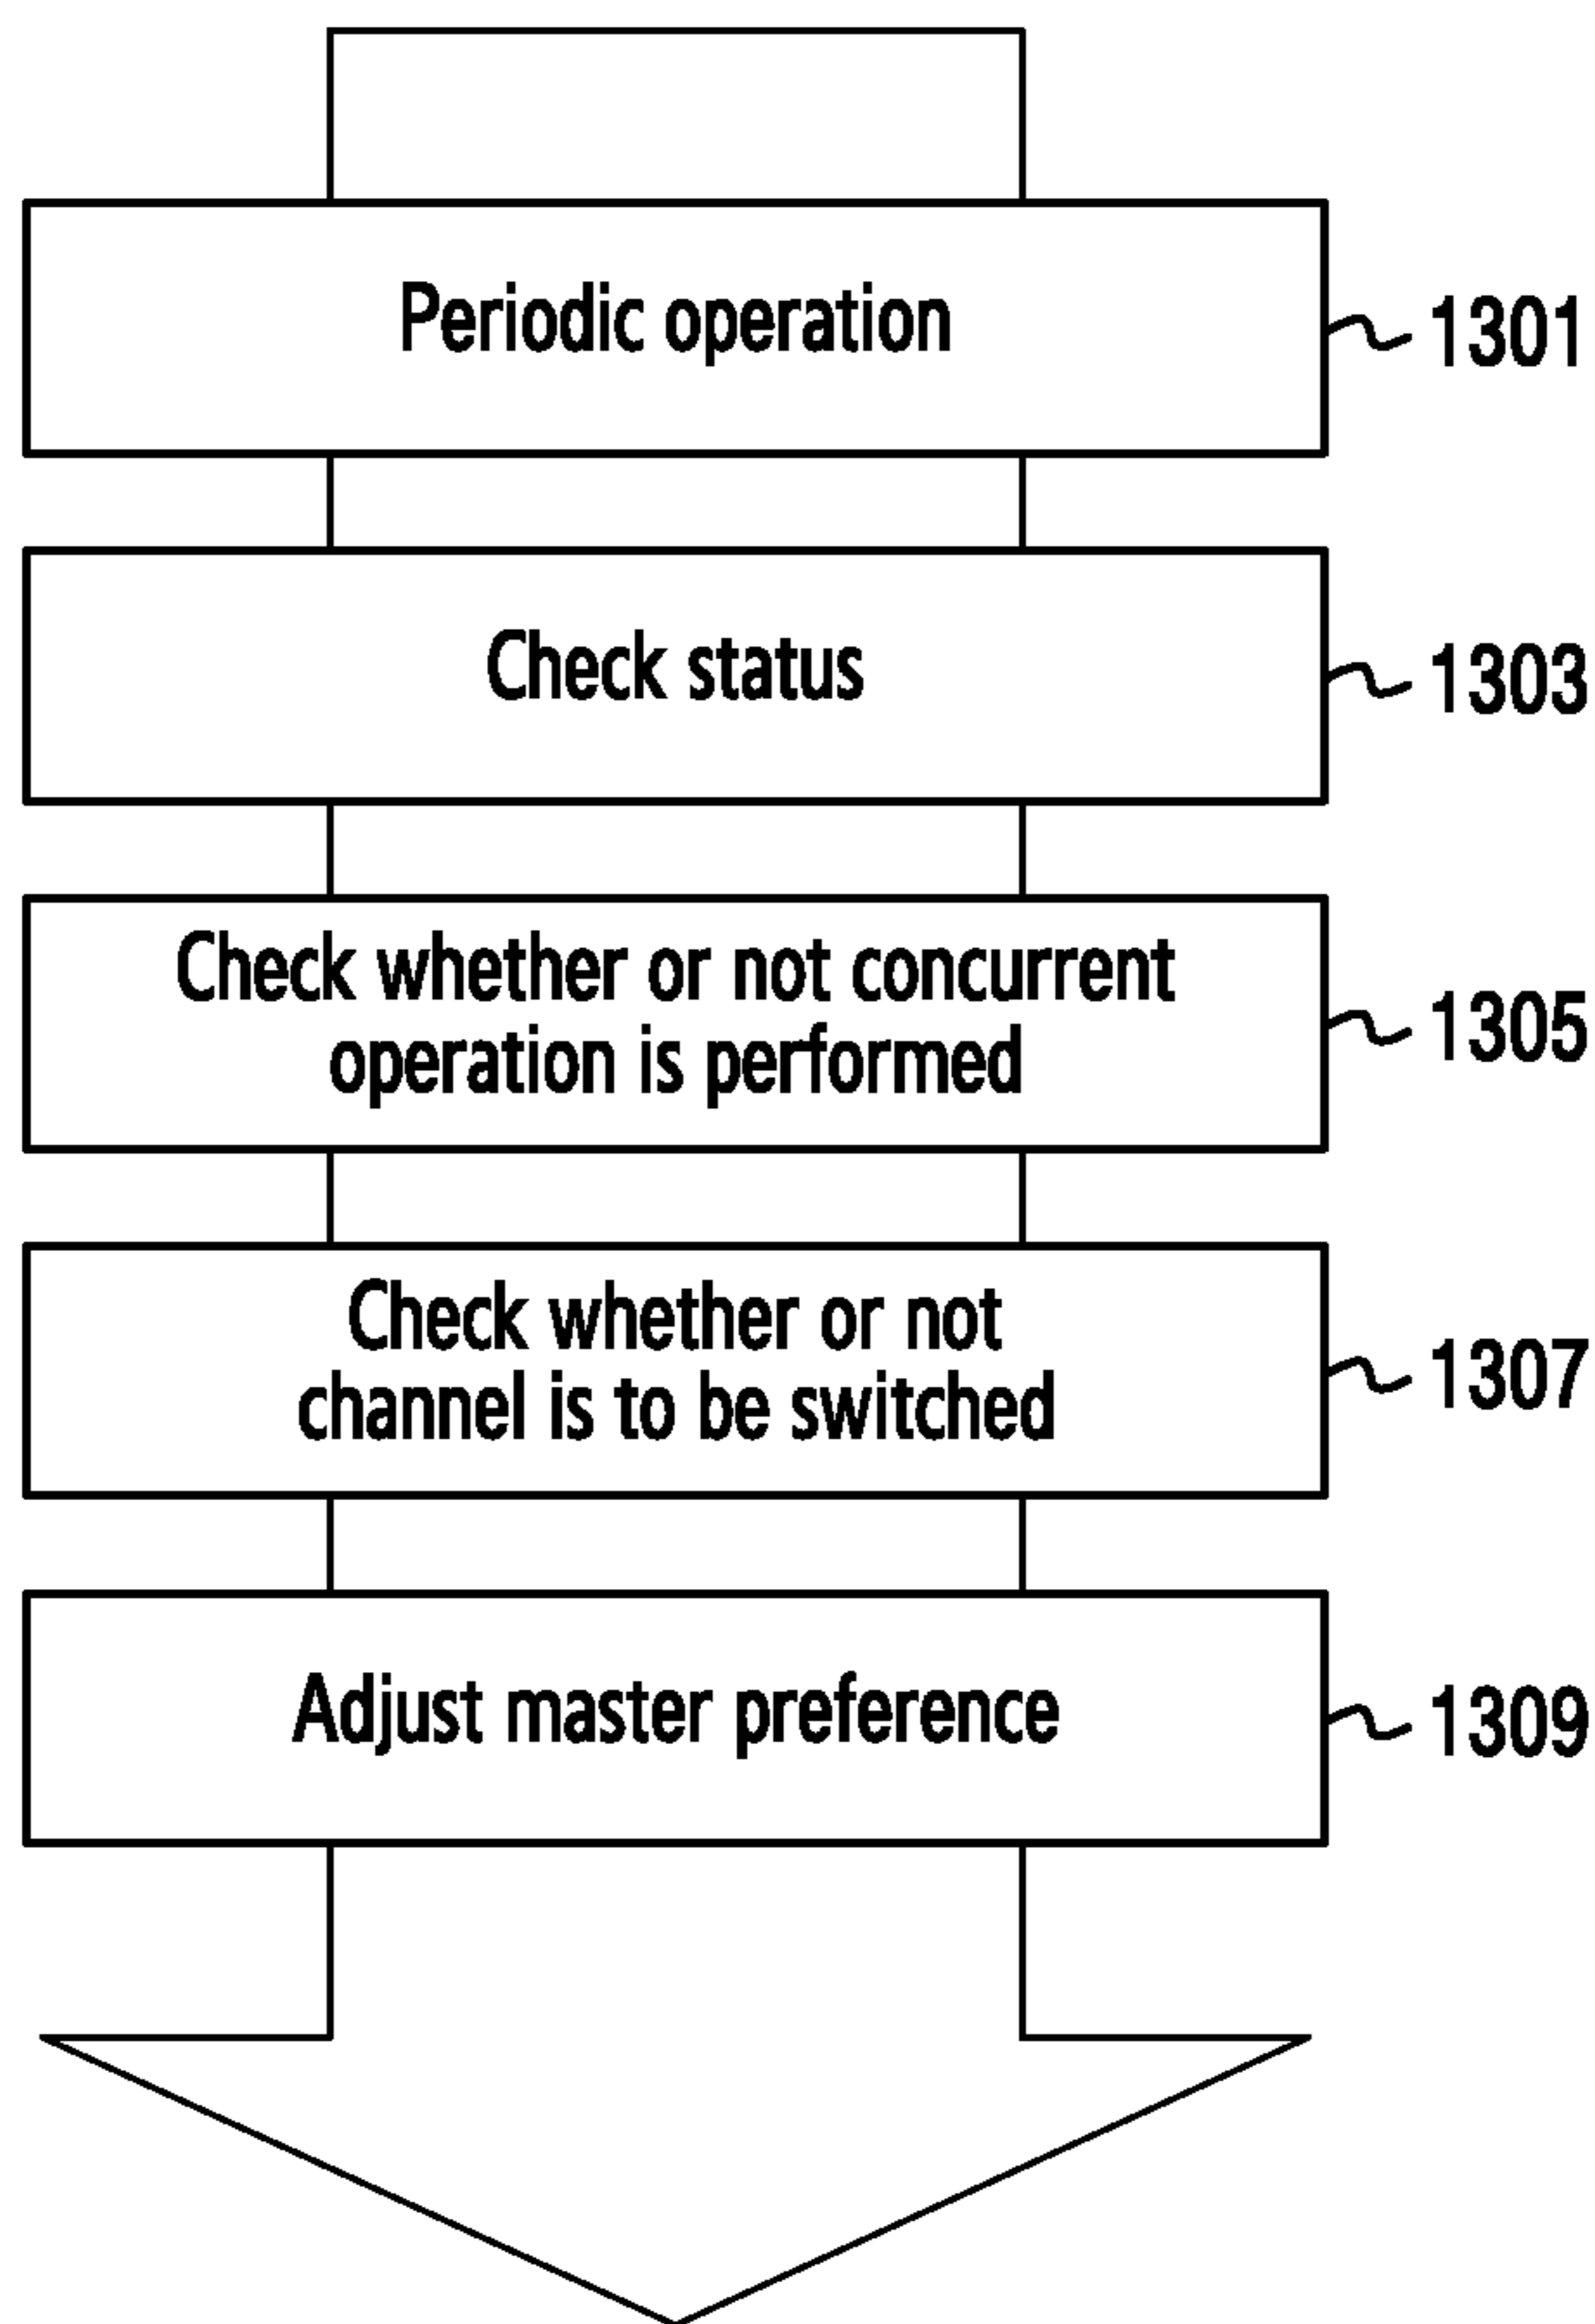 Periodic operation
1301
Check status
1303
Check whether or not concurrent
operation is performed
1305
Check whether or not
channel is to be switched
1307
Adjust master preference
1309